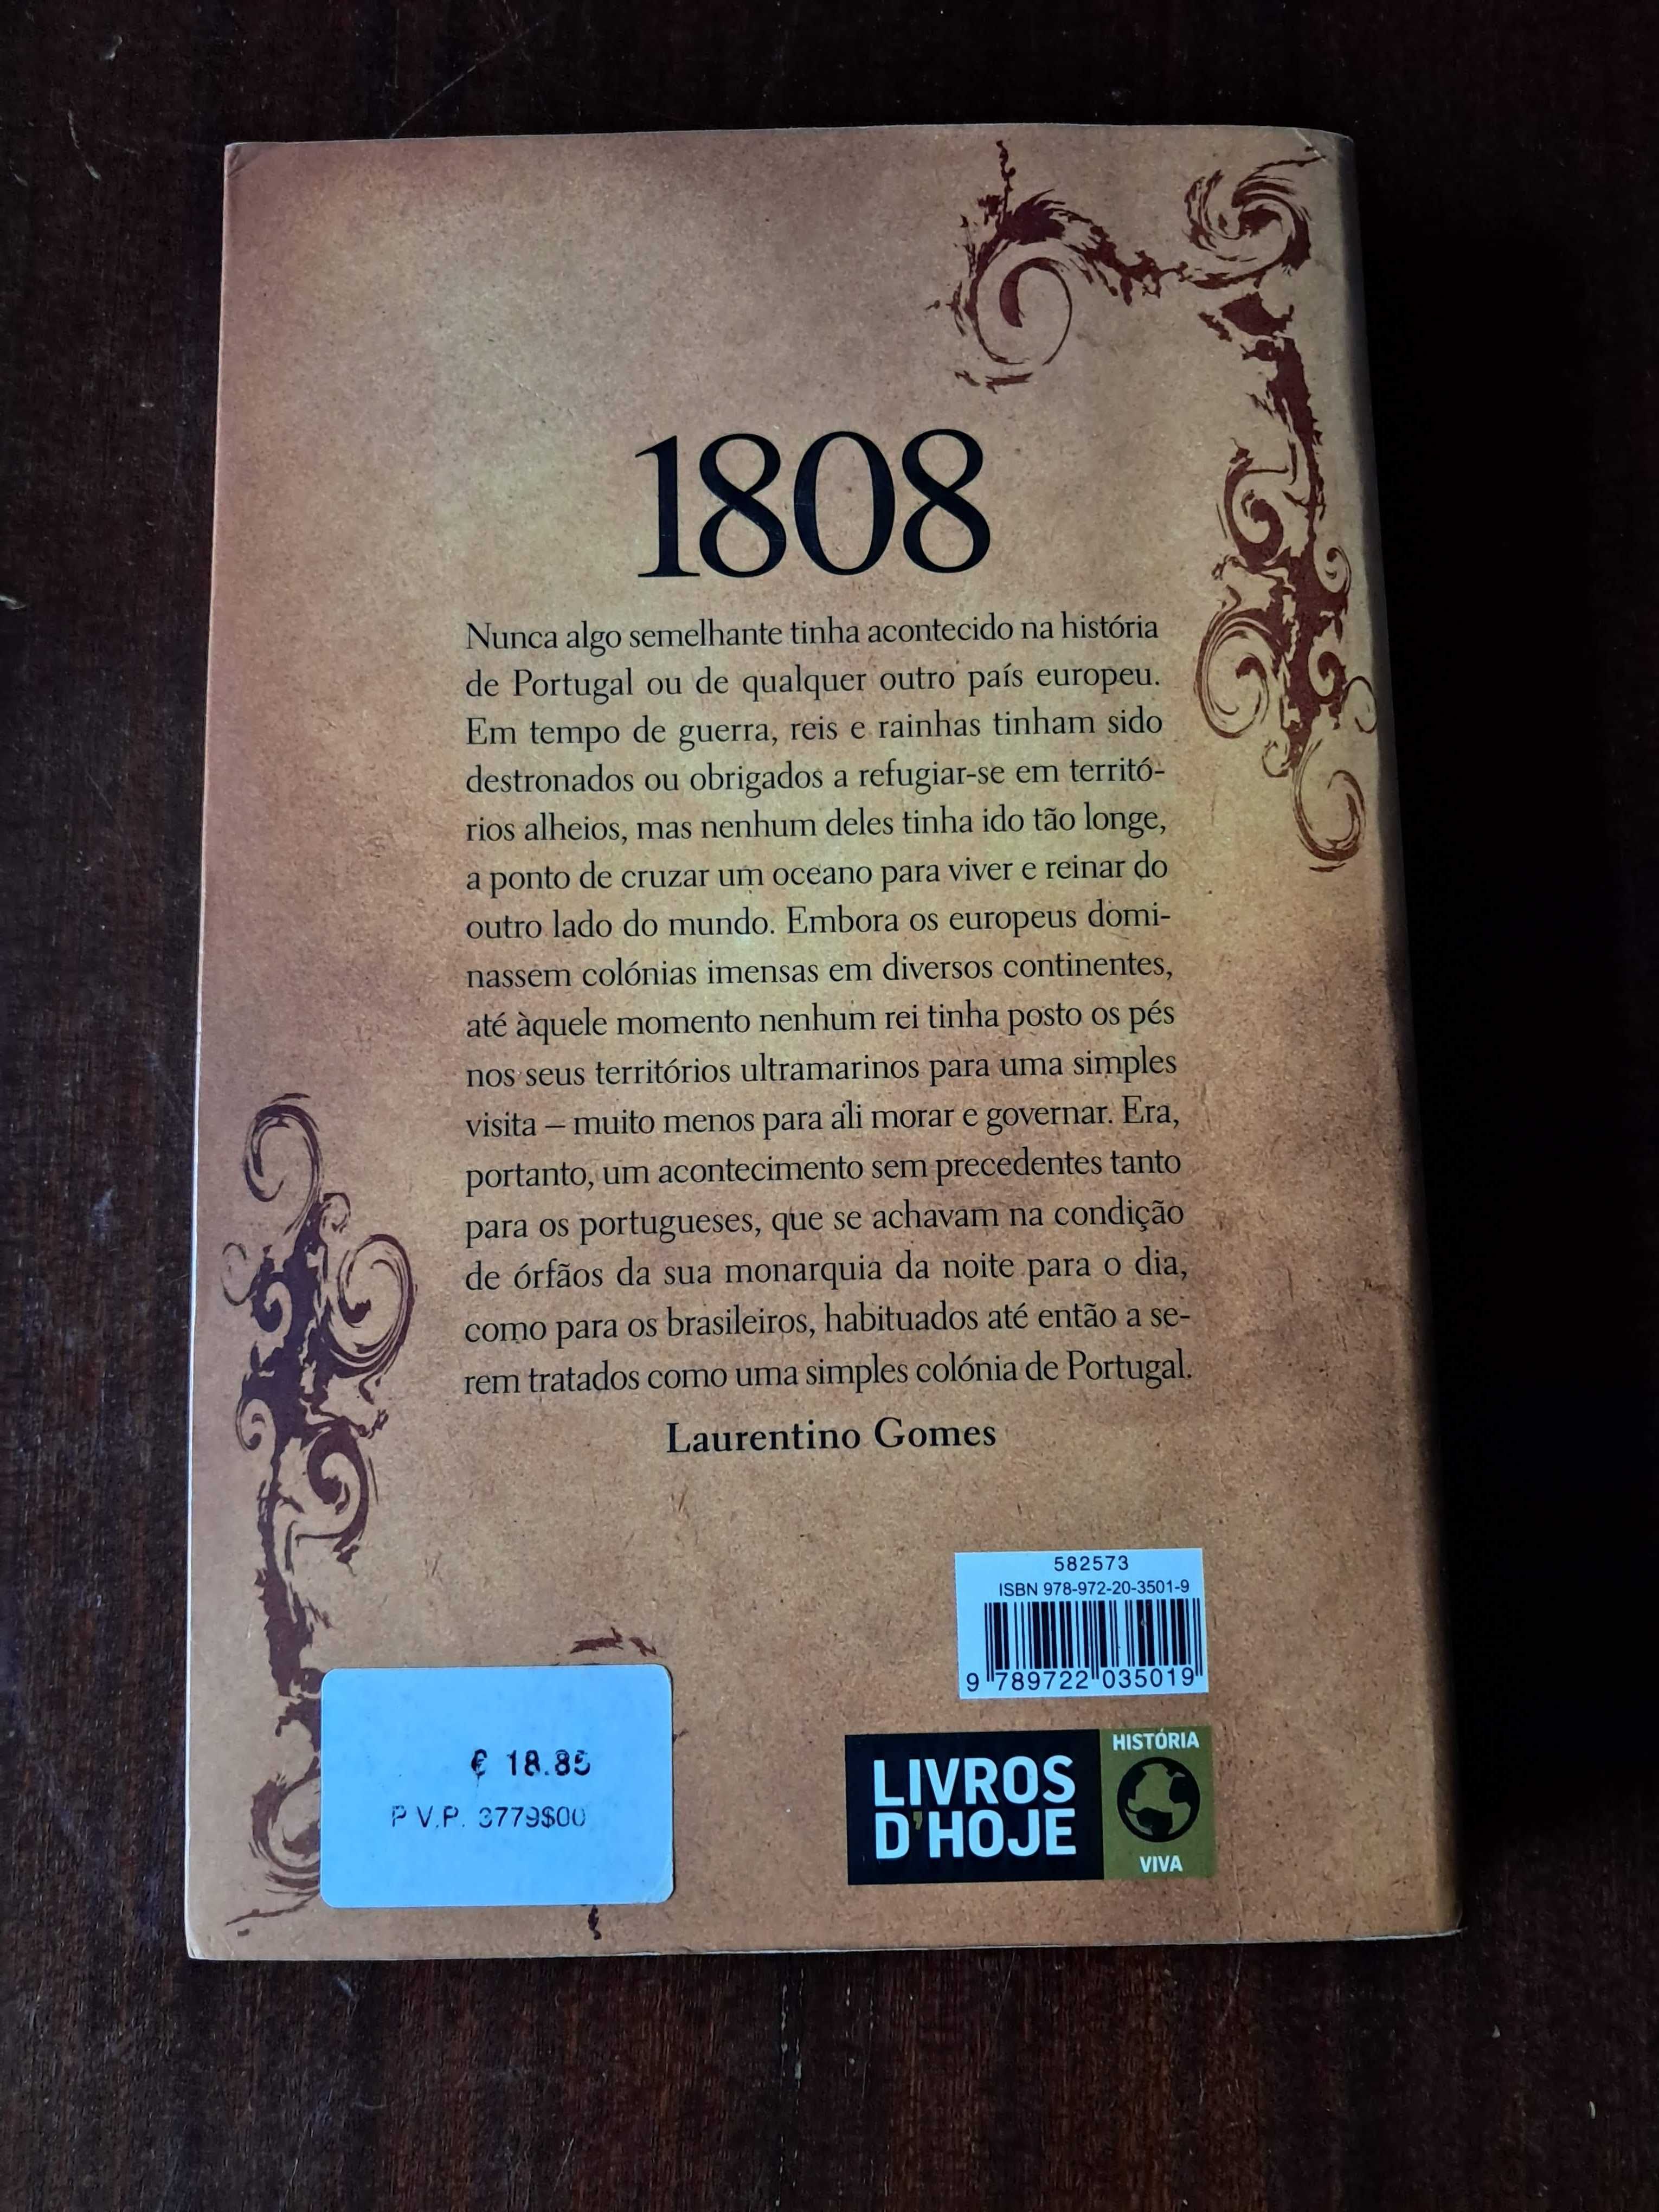 1808
Nunca algo semelhante tinha acontecido na história
de Portugal ou de qualquer outro país europeu.
Em tempo de guerra, reis e rainhas tinham sido
destronados ou obrigados a refugiar-se em territó-
rios alheios, mas nenhum deles tinha ido tão longe,
a ponto de cruzar um oceano para viver e reinar do
outro lado do mundo. Embora os europeus domi-
nassem colónias imensas em diversos continentes,
até àquele momento nenhum rei tinha posto os pés
nos seus territórios ultramarinos para uma simples
visita – muito menos para ali morar e governar. Era,
portanto, um acontecimento sem precedentes tanto
para os portugueses, que se achavam na condição
de órfãos da sua monarquia da noite para o dia,
como para os brasileiros, habituados até então a se-
rem tratados como uma simples colónia de Portugal.
Laurentino Gomes
582573
ISBN 978-972-20-3501-9
9 789722 035019
€ 18.85
P.V.P. 3779$00
LIVROS
D'HOJE
HISTÓRIA
VIVA